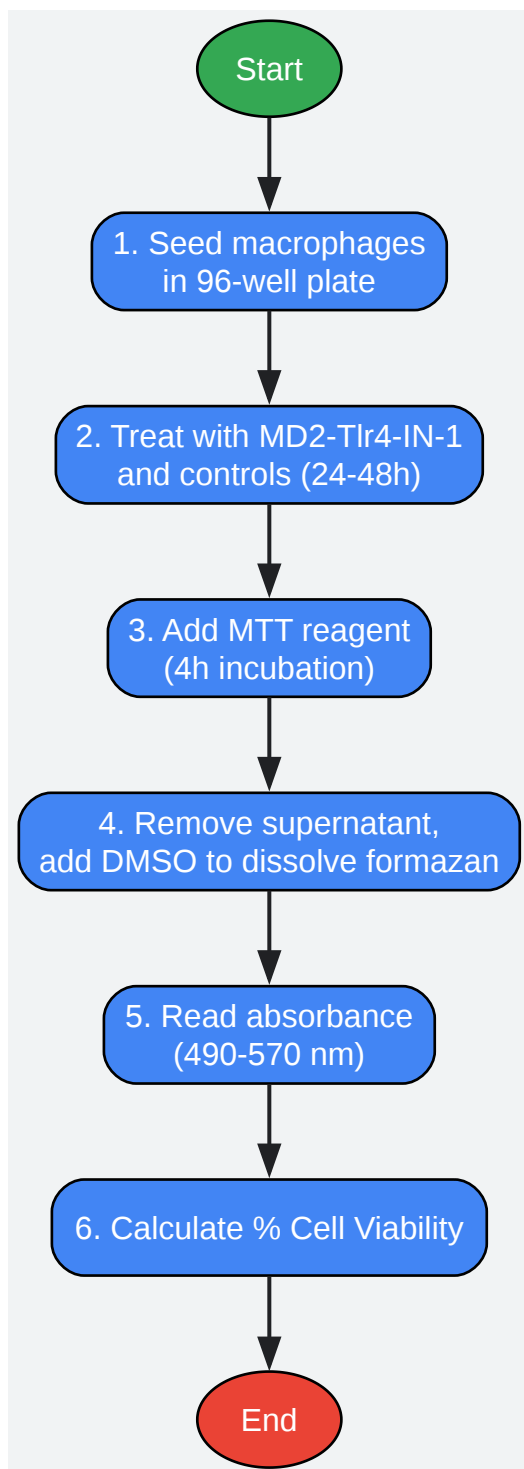 Start
1. Seed macrophages
in 96-well plate
2. Treat with MD2-Tlr4-IN-1
and controls (24-48h)
3. Add MTT reagent
(4h incubation)
4. Remove supernatant,
add DMSO to dissolve formazan
5. Read absorbance
(490-570 nm)
6. Calculate % Cell Viability
End